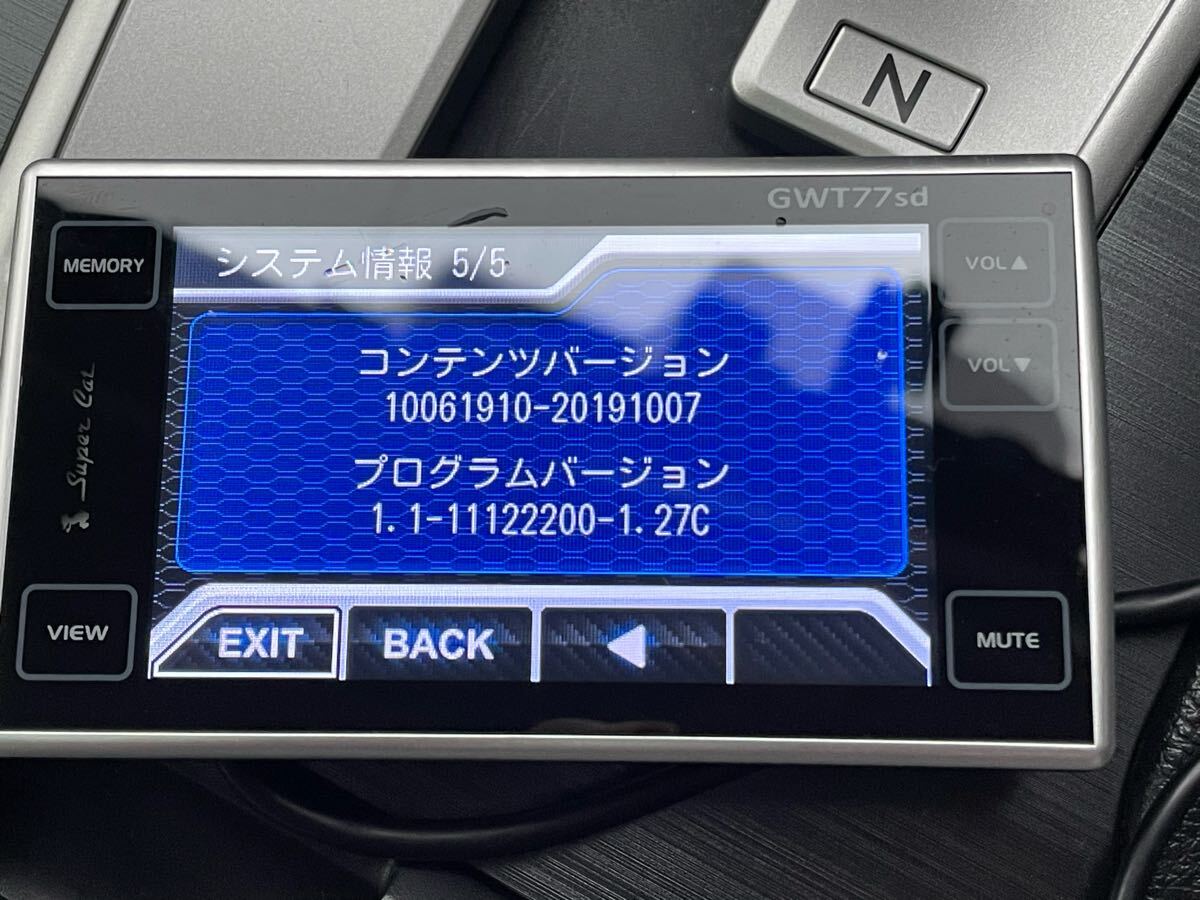 N
GWT77sd
MEMORY
システム情報 5/5
VOL▲
コンテンツバージョン
10061910-20191007
VOL▼
Super Cat
プログラムバージョン
1.1-11122200-1.27C
VIEW
EXIT
BACK
◀
MUTE